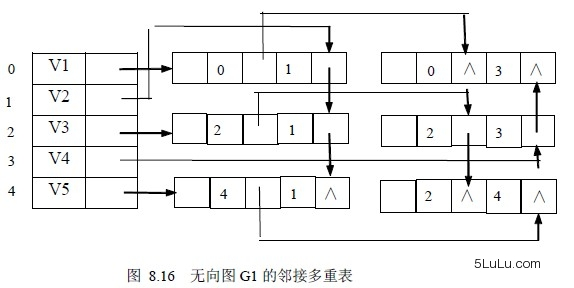 0 V1 0 1 0 ∧ 3 ∧
1 V2
2 V3 2 1 2 3
3 V4
4 V5 4 1 ∧ 2 ∧ 4 ∧
5LuLu.com
图 8.16 无向图 G1 的邻接多重表